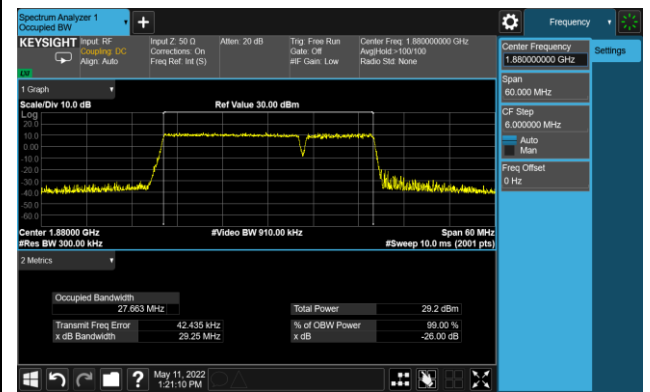 Spectrum Analyzer 1
Occupied BW
Frequency
KEYSIGHT
Input: RF
Coupling: DC
Align: Auto
Input Z: 50 Ω
Corrections: On
Freq Ref: Int (S)
Atten: 20 dB
Trig: Free Run
Gate: Off
#IF Gain: Low
Center Freq: 1.880000000 GHz
Avg|Hold:>100/100
Radio Std: None
Center Frequency
1.880000000 GHz
Settings
Span
60.000 MHz
CF Step
6.000000 MHz
Auto
Man
Freq Offset
0 Hz
1 Graph
Scale/Div 10.0 dB
Ref Value 30.00 dBm
Log
20.0
10.0
0.00
-10.0
-20.0
-30.0
-40.0
-50.0
-60.0
Center 1.88000 GHz
#Video BW 910.00 kHz
Span 60 MHz
#Res BW 300.00 kHz
#Sweep 10.0 ms (2001 pts)
2 Metrics
Occupied Bandwidth
27.663 MHz
Total Power 29.2 dBm
Transmit Freq Error 42.435 kHz
% of OBW Power 99.00 %
x dB Bandwidth 29.25 MHz
x dB -26.00 dB
?
May 11, 2022
1:21:10 PM